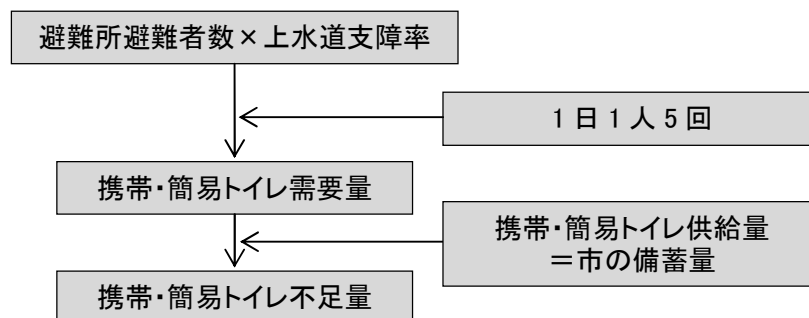 避難所避難者数×上水道支障率
1日1人5回
携帯・簡易トイレ需要量
携帯・簡易トイレ供給量
＝市の備蓄量
携帯・簡易トイレ不足量